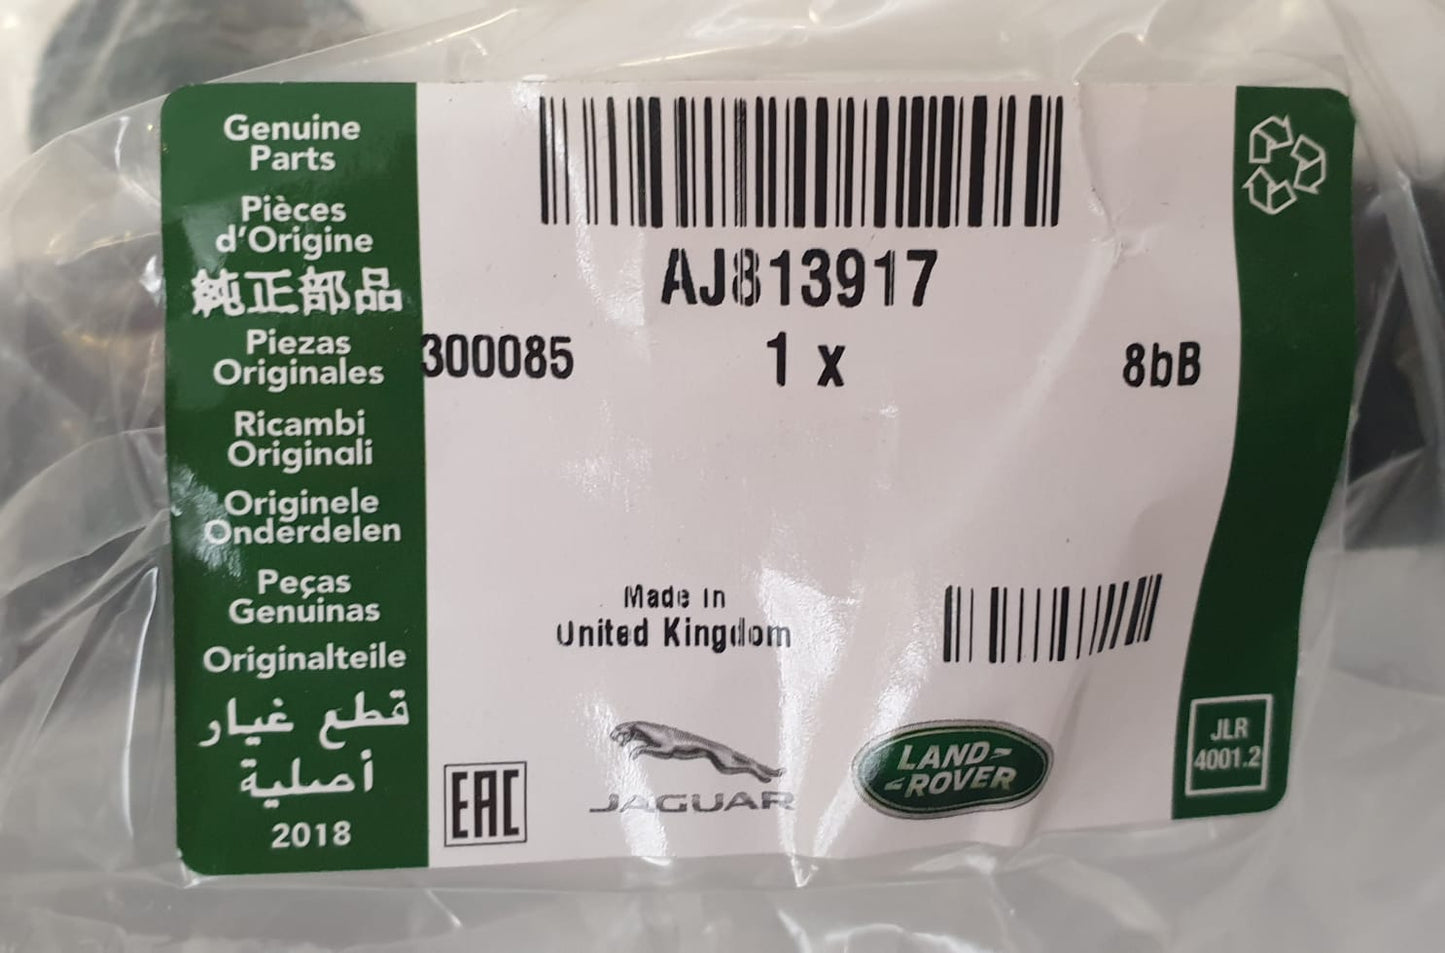 Genuine
Parts
Pièces
d'Origine
純正部品
Piezas
Originales
Ricambi
Originali
Originele
Onderdelen
Peças
Genuinas
Originalteile
قطع غيار
أصلية
2018
AJ813917
300085 1 x 8bB
Made in
United Kingdom
EAC
JAGUAR
LAND-
-ROVER
JLR
4001.2